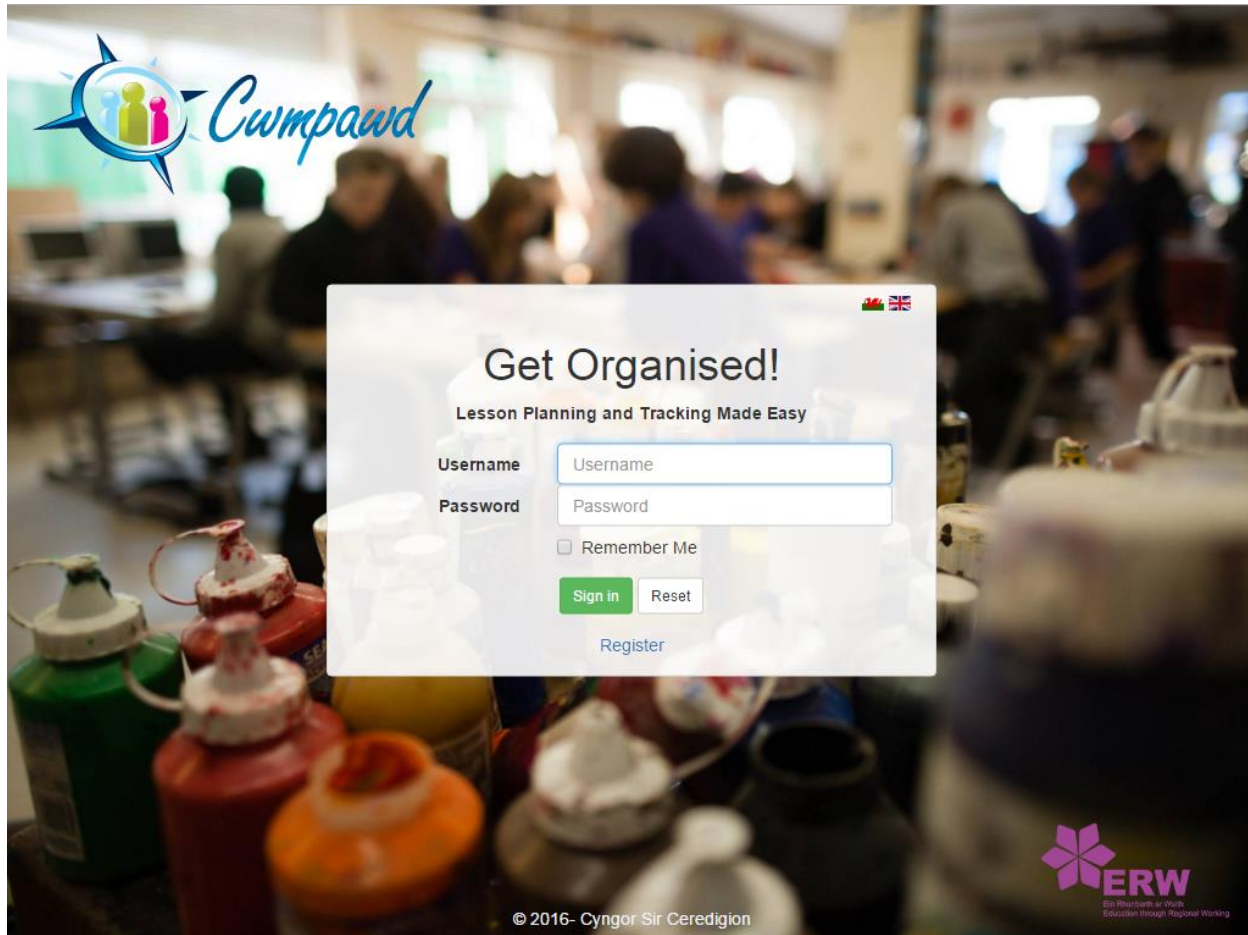 Cwmpawd
Get Organised!
Lesson Planning and Tracking Made Easy
Username Username
Password Password
Remember Me
Sign in Reset
Register
ERW
Ein Rhanbarth ar Waith
Education through Regional Working
© 2016- Cyngor Sir Ceredigion